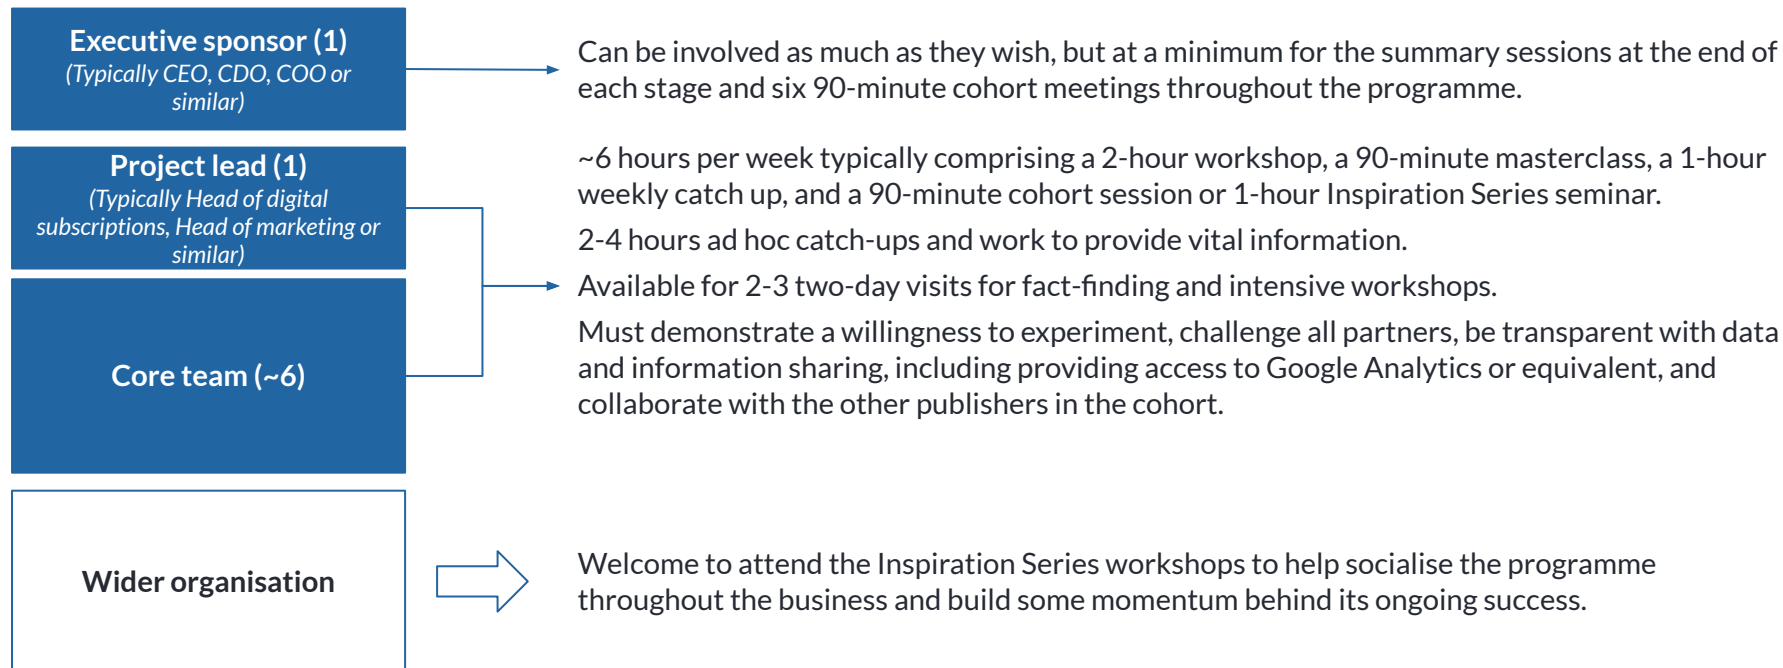 Executive sponsor (1)
(Typically CEO, CDO, COO or
similar)
Can be involved as much as they wish, but at a minimum for the summary sessions at the end of
each stage and six 90-minute cohort meetings throughout the programme.
Project lead (1)
(Typically Head of digital
subscriptions, Head of marketing or
similar)
Core team (~6)
~6 hours per week typically comprising a 2-hour workshop, a 90-minute masterclass, a 1-hour
weekly catch up, and a 90-minute cohort session or 1-hour Inspiration Series seminar.
2-4 hours ad hoc catch-ups and work to provide vital information.
Available for 2-3 two-day visits for fact-finding and intensive workshops.
Must demonstrate a willingness to experiment, challenge all partners, be transparent with data
and information sharing, including providing access to Google Analytics or equivalent, and
collaborate with the other publishers in the cohort.
Wider organisation
Welcome to attend the Inspiration Series workshops to help socialise the programme
throughout the business and build some momentum behind its ongoing success.